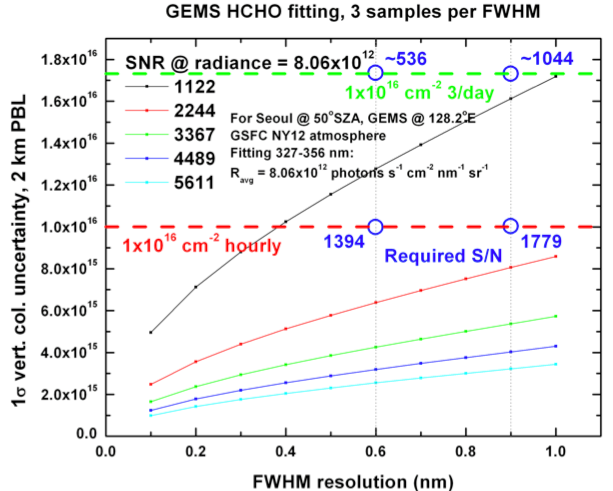 GEMS HCHO fitting, 3 samples per FWHM
1.8x10¹⁶
1.6x10¹⁶
1.4x10¹⁶
1.2x10¹⁶
1.0x10¹⁶
8.0x10¹⁵
6.0x10¹⁵
4.0x10¹⁵
2.0x10¹⁵
0.0
1σ vert. col. uncertainty, 2 km PBL
SNR @ radiance = 8.06x10¹²
1122
2244
3367
4489
5611
~536
~1044
1x10¹⁶ cm⁻² 3/day
For Seoul @ 50°SZA, GEMS @ 128.2°E
GSFC NY12 atmosphere
Fitting 327-356 nm:
Ravg = 8.06x10¹² photons s⁻¹ cm⁻² nm⁻¹ sr⁻¹
1x10¹⁶ cm⁻² hourly
1394
1779
Required S/N
0.0 0.2 0.4 0.6 0.8 1.0
FWHM resolution (nm)